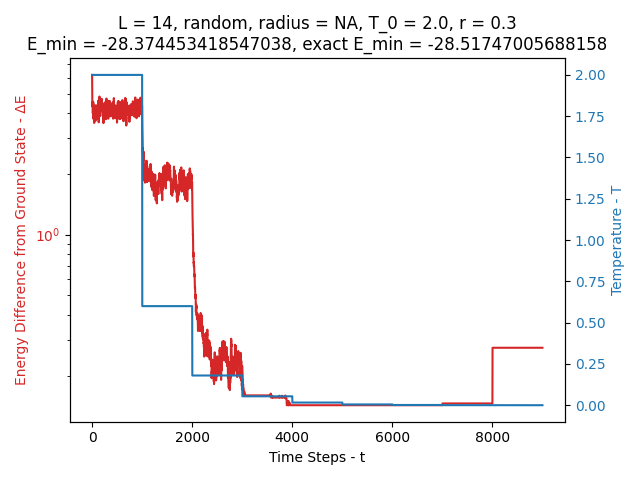 L = 14, random, radius = NA, T_0 = 2.0, r = 0.3
E_min = -28.374453418547038, exact E_min = -28.51747005688158
Energy Difference from Ground State - ΔE
10^0
2.00
1.75
1.50
1.25
1.00
0.75
0.50
0.25
0.00
Temperature - T
0 2000 4000 6000 8000
Time Steps - t